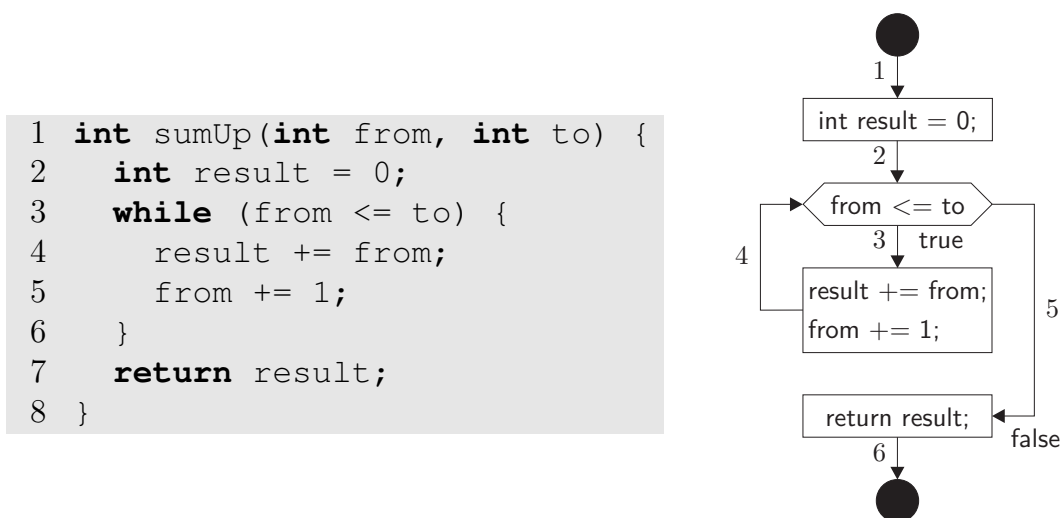 1 int sumUp(int from, int to) {
2 int result = 0;
3 while (from <= to) {
4 result += from;
5 from += 1;
6 }
7 return result;
8 }
1
int result = 0;
2
from <= to
3 true
4
result += from;
from += 1;
5
return result;
false
6